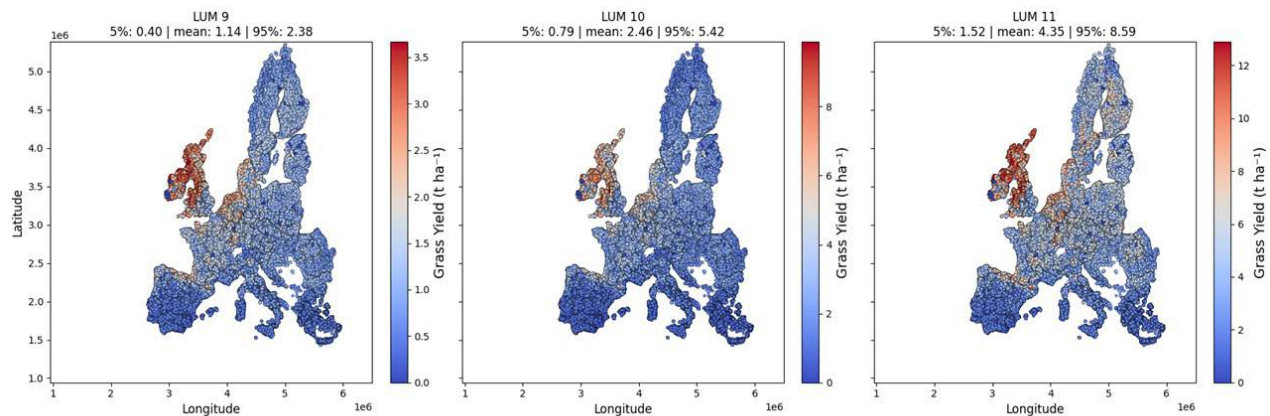 LUM 9
5%: 0.40 | mean: 1.14 | 95%: 2.38
1e6
5.0
4.5
4.0
3.5
3.0
2.5
2.0
1.5
1.0
Latitude
1
2
3
4
5
6
Longitude
1e6
3.5
3.0
2.5
2.0
1.5
1.0
0.5
0.0
Grass Yield (t ha⁻¹)
LUM 10
5%: 0.79 | mean: 2.46 | 95%: 5.42
1
2
3
4
5
6
Longitude
1e6
8
6
4
2
0
Grass Yield (t ha⁻¹)
LUM 11
5%: 1.52 | mean: 4.35 | 95%: 8.59
1
2
3
4
5
6
Longitude
1e6
12
10
8
6
4
2
0
Grass Yield (t ha⁻¹)